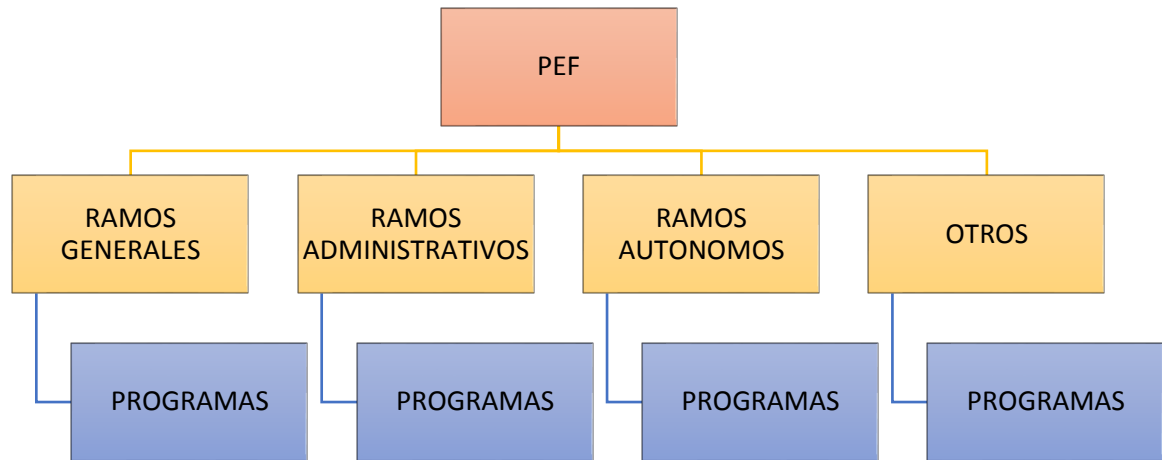 PEF
RAMOS
GENERALES
RAMOS
ADMINISTRATIVOS
RAMOS
AUTONOMOS
OTROS
PROGRAMAS
PROGRAMAS
PROGRAMAS
PROGRAMAS